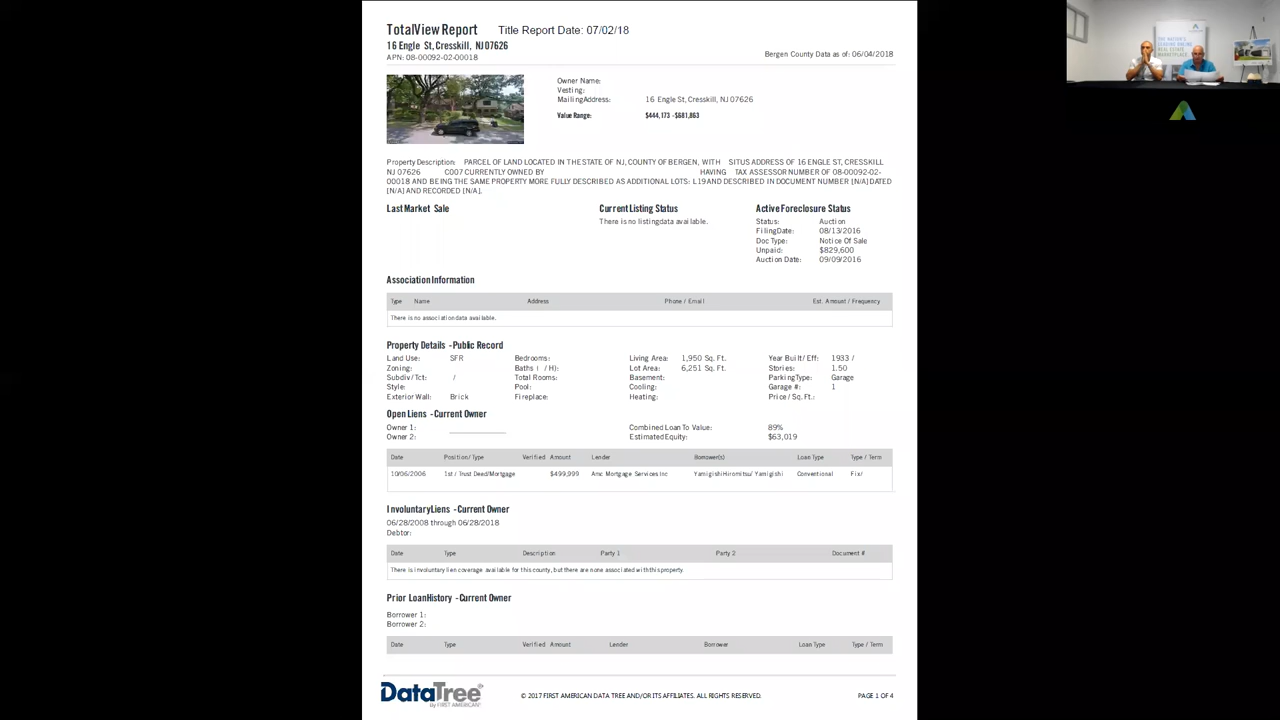 TotalView Report Title Report Date: 07/02/18
16 Engle St, Cresskill, NJ 07626
APN: 08-00092-02-00018
Bergen County Data as of: 06/04/2018
Owner Name:
Vesting:
Mailing Address: 16 Engle St, Cresskill, NJ 07626
Value Range: $444,173 - $681,863
Property Description: PARCEL OF LAND LOCATED IN THE STATE OF NJ, COUNTY OF BERGEN, WITH SITUS ADDRESS OF 16 ENGLE ST, CRESSKILL
NJ 07626 C007 CURRENTLY OWNED BY HAVING TAX ASSESSOR NUMBER OF 08-00092-02-
00018 AND BEING THE SAME PROPERTY MORE FULLY DESCRIBED AS ADDITIONAL LOTS: L19 AND DESCRIBED IN DOCUMENT NUMBER [N/A] DATED
[N/A] AND RECORDED [N/A].
Last Market Sale Current Listing Status Active Foreclosure Status
There is no listing data available. Status: Auction
Filing Date: 08/13/2016
Doc Type: Notice Of Sale
Unpaid: $829,600
Auction Date: 09/09/2016
Association Information
Type Name Address Phone / Email Est. Amount / Frequency
There is no association data available.
Property Details - Public Record
Land Use: SFR Bedrooms: Living Area: 1,950 Sq. Ft. Year Built / Eff: 1933 /
Zoning: Baths ( / H): Lot Area: 6,251 Sq. Ft. Stories: 1.50
Subdiv / Tct: / Total Rooms: Basement: Parking Type: Garage
Style: Pool: Cooling: Garage #: 1
Exterior Wall: Brick Fireplace: Heating: Price / Sq. Ft.:
Open Liens - Current Owner
Owner 1: Combined Loan To Value: 89%
Owner 2: Estimated Equity: $63,019
Date Position / Type Verified Amount Lender Borrower(s) Loan Type Type / Term
10/06/2006 1st / Trust Deed/Mortgage $499,999 Amc Mortgage Services Inc Yamigishi Hiromitsu/ Yamigishi Conventional Fix/
Involuntary Liens - Current Owner
06/28/2008 through 06/28/2018
Debtor:
Date Type Description Party 1 Party 2 Document #
There is involuntary lien coverage available for this county, but there are none associated with this property.
Prior Loan History - Current Owner
Borrower 1:
Borrower 2:
Date Type Verified Amount Lender Borrower Loan Type Type / Term
DataTree
by FIRST AMERICAN
© 2017 FIRST AMERICAN DATA TREE AND/OR ITS AFFILIATES. ALL RIGHTS RESERVED.
PAGE 1 OF 4